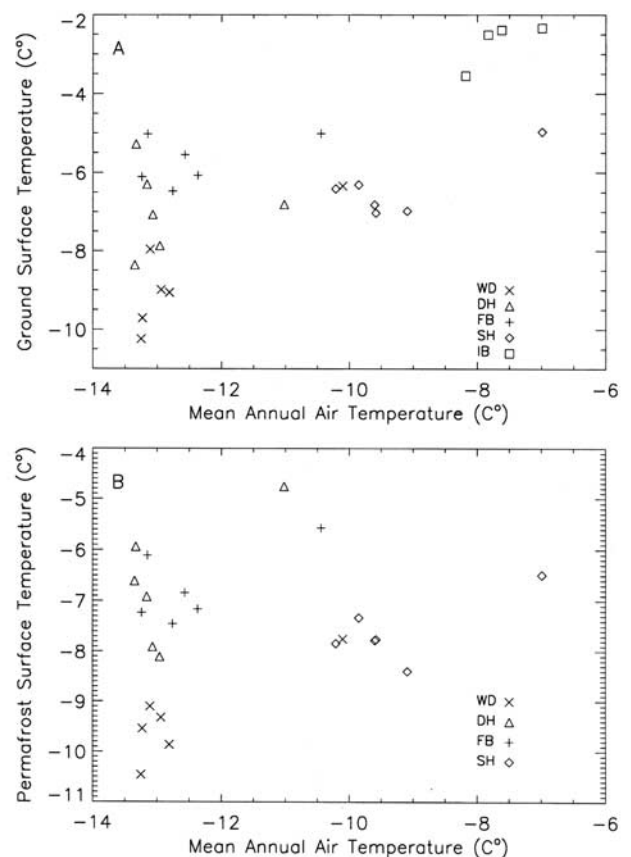 A
Ground Surface Temperature (C°)
-2
-4
-6
-8
-10
WD
DH
FB
SH
IB
-14 -12 -10 -8 -6
Mean Annual Air Temperature (C°)
B
Permafrost Surface Temperature (C°)
-4
-5
-6
-7
-8
-9
-10
-11
WD
DH
FB
SH
-14 -12 -10 -8 -6
Mean Annual Air Temperature (C°)